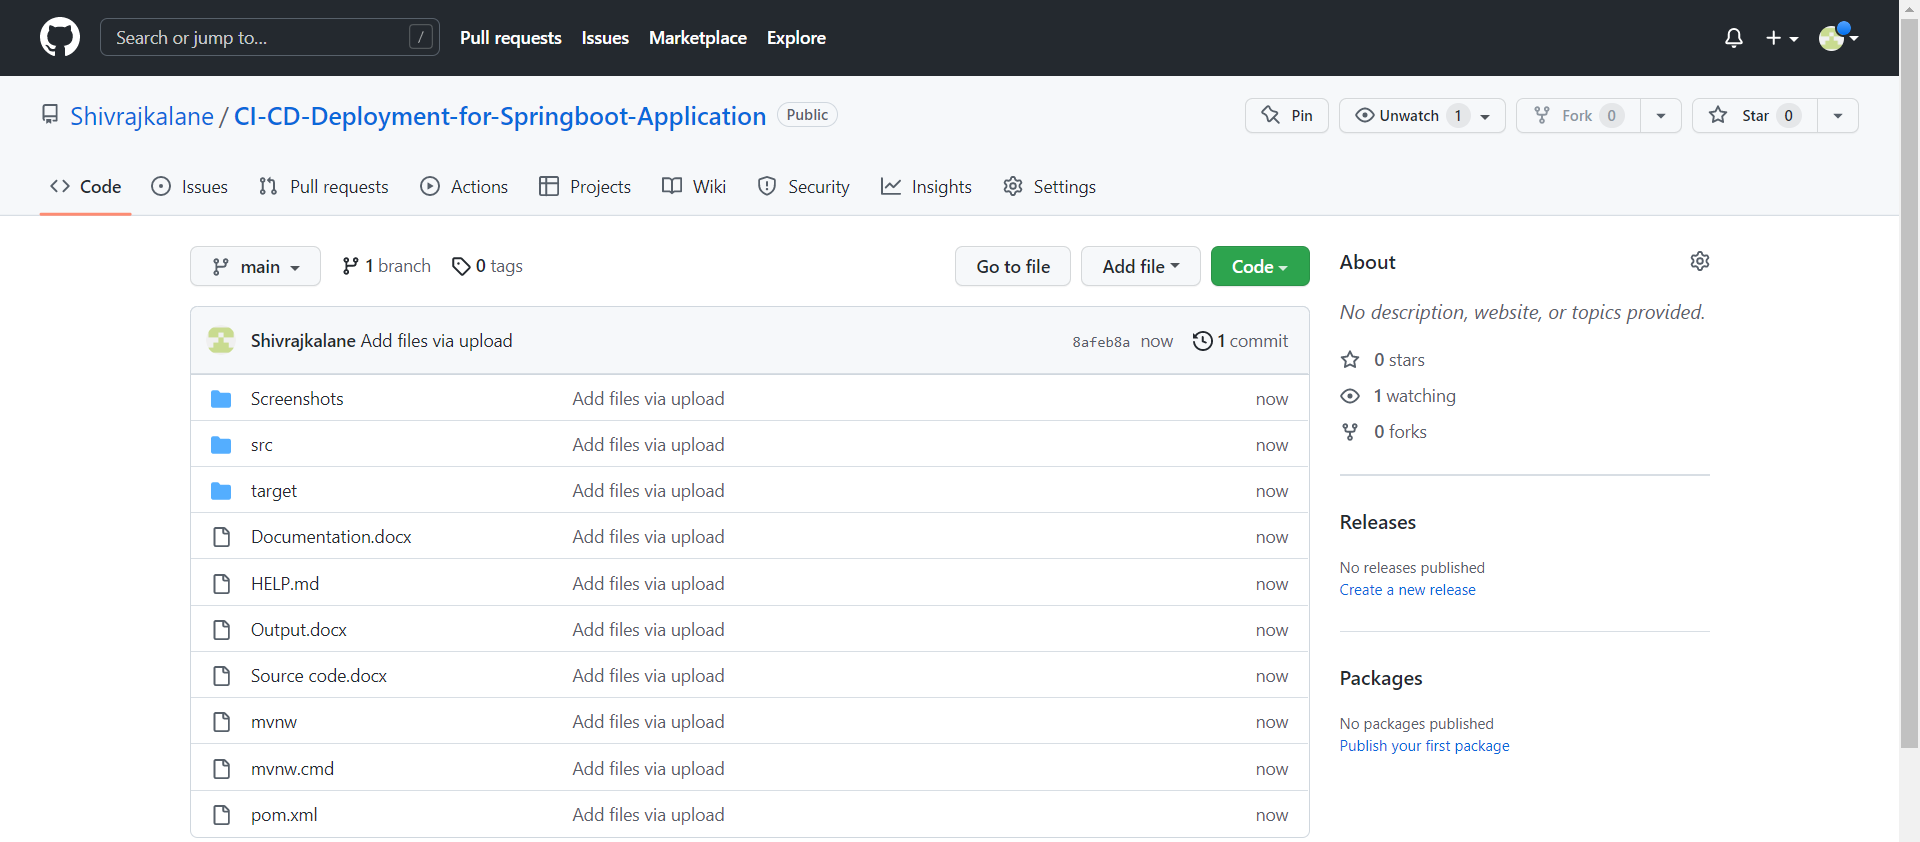 Search or jump to... /
Pull requests Issues Marketplace Explore
Shivrajkalane / CI-CD-Deployment-for-Springboot-Application Public
Pin Unwatch 1 Fork 0 Star 0
Code Issues Pull requests Actions Projects Wiki Security Insights Settings
main 1 branch 0 tags
Go to file Add file Code
Shivrajkalane Add files via upload 8afeb8a now 1 commit
Screenshots Add files via upload now
src Add files via upload now
target Add files via upload now
Documentation.docx Add files via upload now
HELP.md Add files via upload now
Output.docx Add files via upload now
Source code.docx Add files via upload now
mvnw Add files via upload now
mvnw.cmd Add files via upload now
pom.xml Add files via upload now
About
No description, website, or topics provided.
0 stars
1 watching
0 forks
Releases
No releases published
Create a new release
Packages
No packages published
Publish your first package